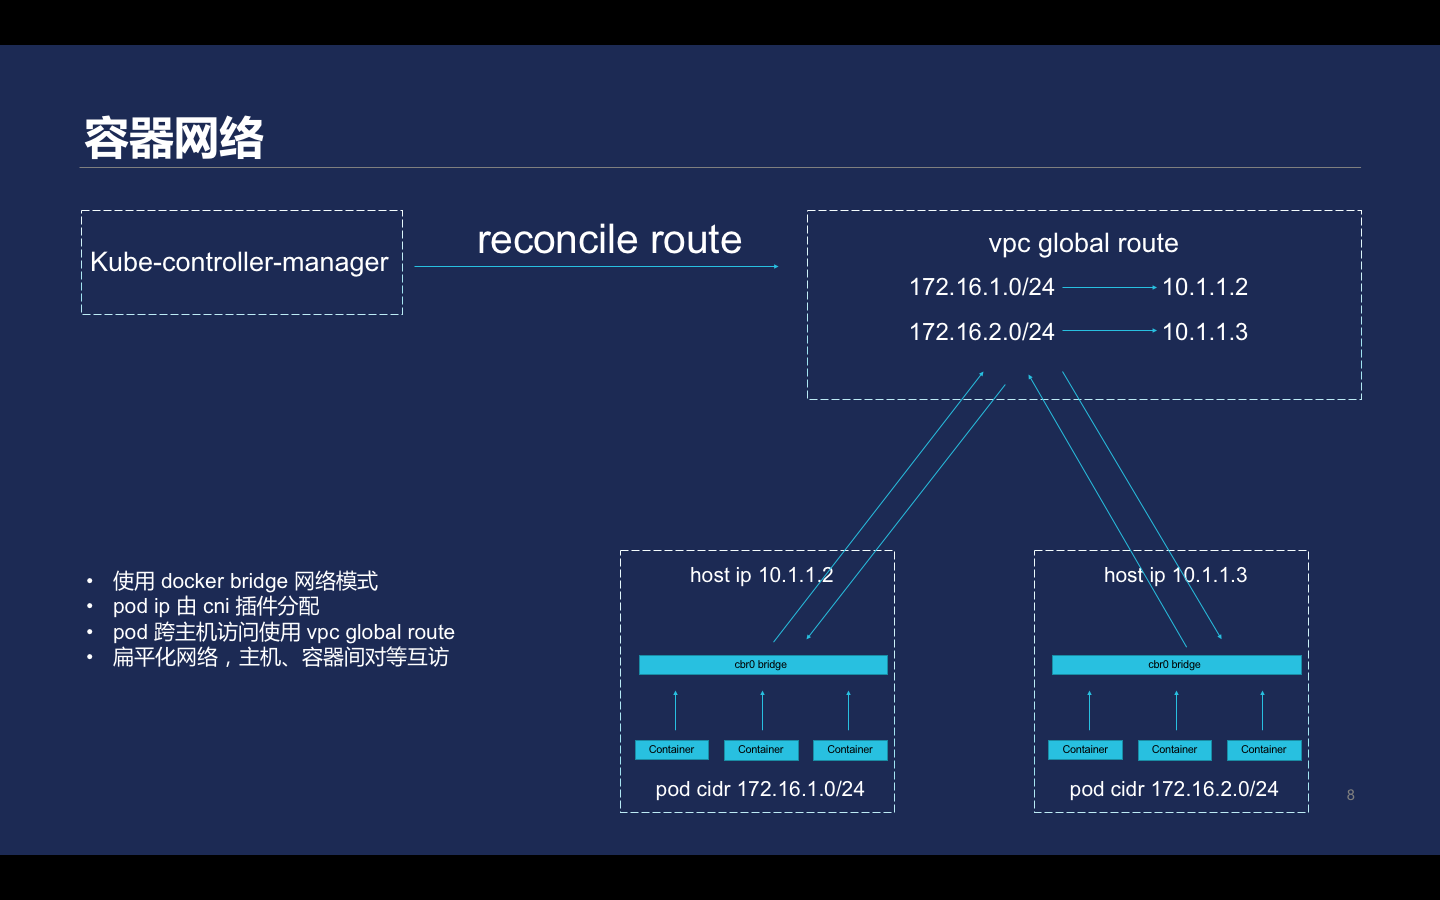 容器网络
Kube-controller-manager
reconcile route
vpc global route
172.16.1.0/24
10.1.1.2
172.16.2.0/24
10.1.1.3
• 使用 docker bridge 网络模式
• pod ip 由 cni 插件分配
• pod 跨主机访问使用 vpc global route
• 扁平化网络，主机、容器间对等互访
host ip 10.1.1.2
cbr0 bridge
Container
Container
Container
pod cidr 172.16.1.0/24
host ip 10.1.1.3
cbr0 bridge
Container
Container
Container
pod cidr 172.16.2.0/24
8